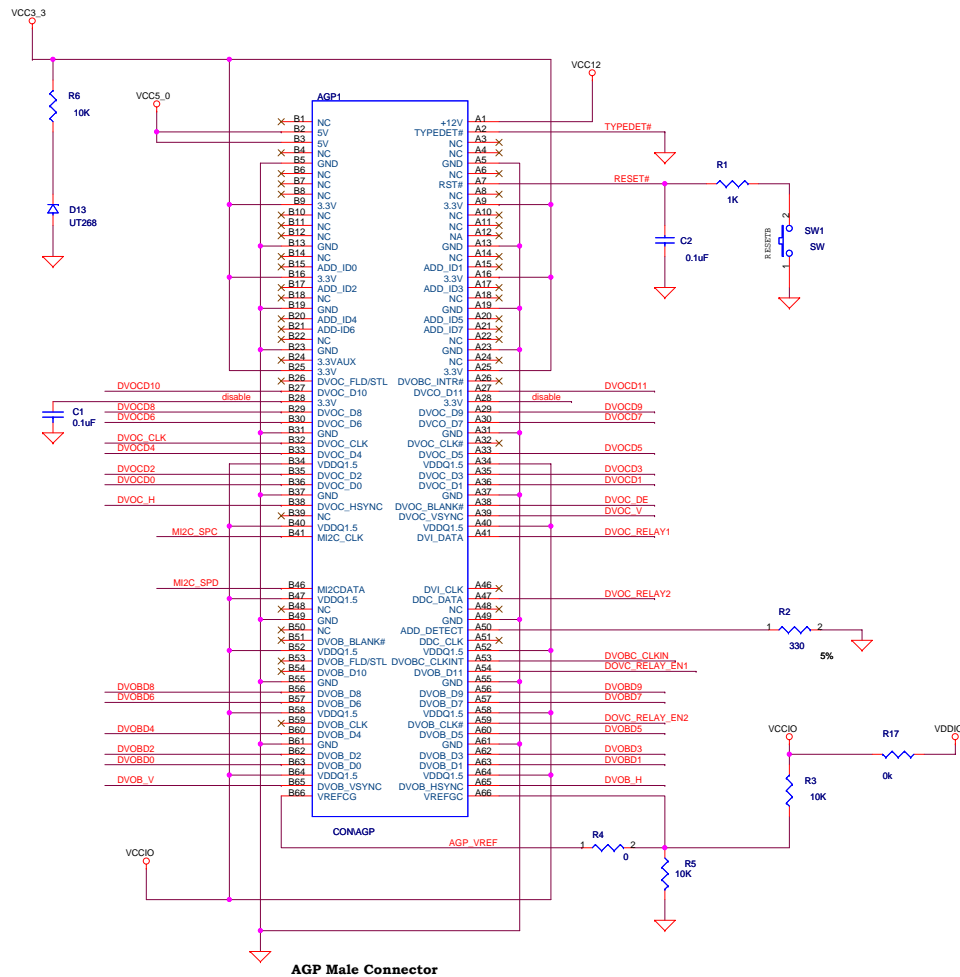 VCC3_3
R6
10K
D13
UT268
VCC5_0
VCC12
AGP1
B1 NC +12V A1
B2 5V TYPEDET# A2 TYPEDET#
B3 5V NC A3
B4 NC NC A4
B5 GND GND A5
B6 NC NC A6
B7 NC RST# A7 RESET#
B8 NC NC A8
B9 3.3V 3.3V A9
B10 NC NC A10
B11 NC NC A11
B12 NC NA A12
B13 GND GND A13
B14 NC NC A14
B15 ADD_ID0 ADD_ID1 A15
B16 3.3V 3.3V A16
B17 ADD_ID2 ADD_ID3 A17
B18 NC NC A18
B19 GND GND A19
B20 ADD_ID4 ADD_ID5 A20
B21 ADD-ID6 ADD_ID7 A21
B22 NC NC A22
B23 GND GND A23
B24 3.3VAUX NC A24
B25 3.3V 3.3V A25
B26 DVOC_FLD/STL DVOBC_INTR# A26
DVOCD10 B27 DVOC_D10 DVCO_D11 A27 DVOCD11
disable B28 3.3V 3.3V A28 disable
DVOCD8 B29 DVOC_D8 DVOC_D9 A29 DVOCD9
DVOCD6 B30 DVOC_D6 DVCO_D7 A30 DVOCD7
B31 GND GND A31
DVOC_CLK B32 DVOC_CLK DVOC_CLK# A32
DVOCD4 B33 DVOC_D4 DVOC_D5 A33 DVOCD5
B34 VDDQ1.5 VDDQ1.5 A34
DVOCD2 B35 DVOC_D2 DVOC_D3 A35 DVOCD3
DVOCD0 B36 DVOC_D0 DVOC_D1 A36 DVOCD1
B37 GND GND A37
DVOC_H B38 DVOC_HSYNC DVOC_BLANK# A38 DVOC_DE
B39 NC DVOC_VSYNC A39 DVOC_V
B40 VDDQ1.5 VDDQ1.5 A40
MI2C_SPC B41 MI2C_CLK DVI_DATA A41 DVOC_RELAY1
MI2C_SPD B46 MI2CDATA DVI_CLK A46
B47 VDDQ1.5 DDC_DATA A47 DVOC_RELAY2
B48 NC NC A48
B49 GND GND A49
B50 NC ADD_DETECT A50
B51 DVOB_BLANK# DDC_CLK A51
B52 VDDQ1.5 VDDQ1.5 A52
B53 DVOB_FLD/STL DVOBC_CLKINT A53 DVOBC_CLKIN
B54 DVOB_D10 DVOB_D11 A54 DOVC_RELAY_EN1
B55 GND GND A55
DVOBD8 B56 DVOB_D8 DVOB_D9 A56 DVOBD9
DVOBD6 B57 DVOB_D6 DVOB_D7 A57 DVOBD7
B58 VDDQ1.5 VDDQ1.5 A58
B59 DVOB_CLK DVOB_CLK# A59 DOVC_RELAY_EN2
DVOBD4 B60 DVOB_D4 DVOB_D5 A60 DVOBD5
B61 GND GND A61
DVOBD2 B62 DVOB_D2 DVOB_D3 A62 DVOBD3
DVOBD0 B63 DVOB_D0 DVOB_D1 A63 DVOBD1
B64 VDDQ1.5 VDDQ1.5 A64
DVOB_V B65 DVOB_VSYNC DVOB_HSYNC A65 DVOB_H
B66 VREFCG VREFGC A66
CON\AGP
C1
0.1uF
R1
1K
C2
0.1uF
RESETB
2
1
SW1
SW
R2
1 2
330
5%
VCCIO
R17
0k
VDDIO
R3
10K
AGP_VREF
R4
1 2
0
R5
10K
VCCIO
AGP Male Connector